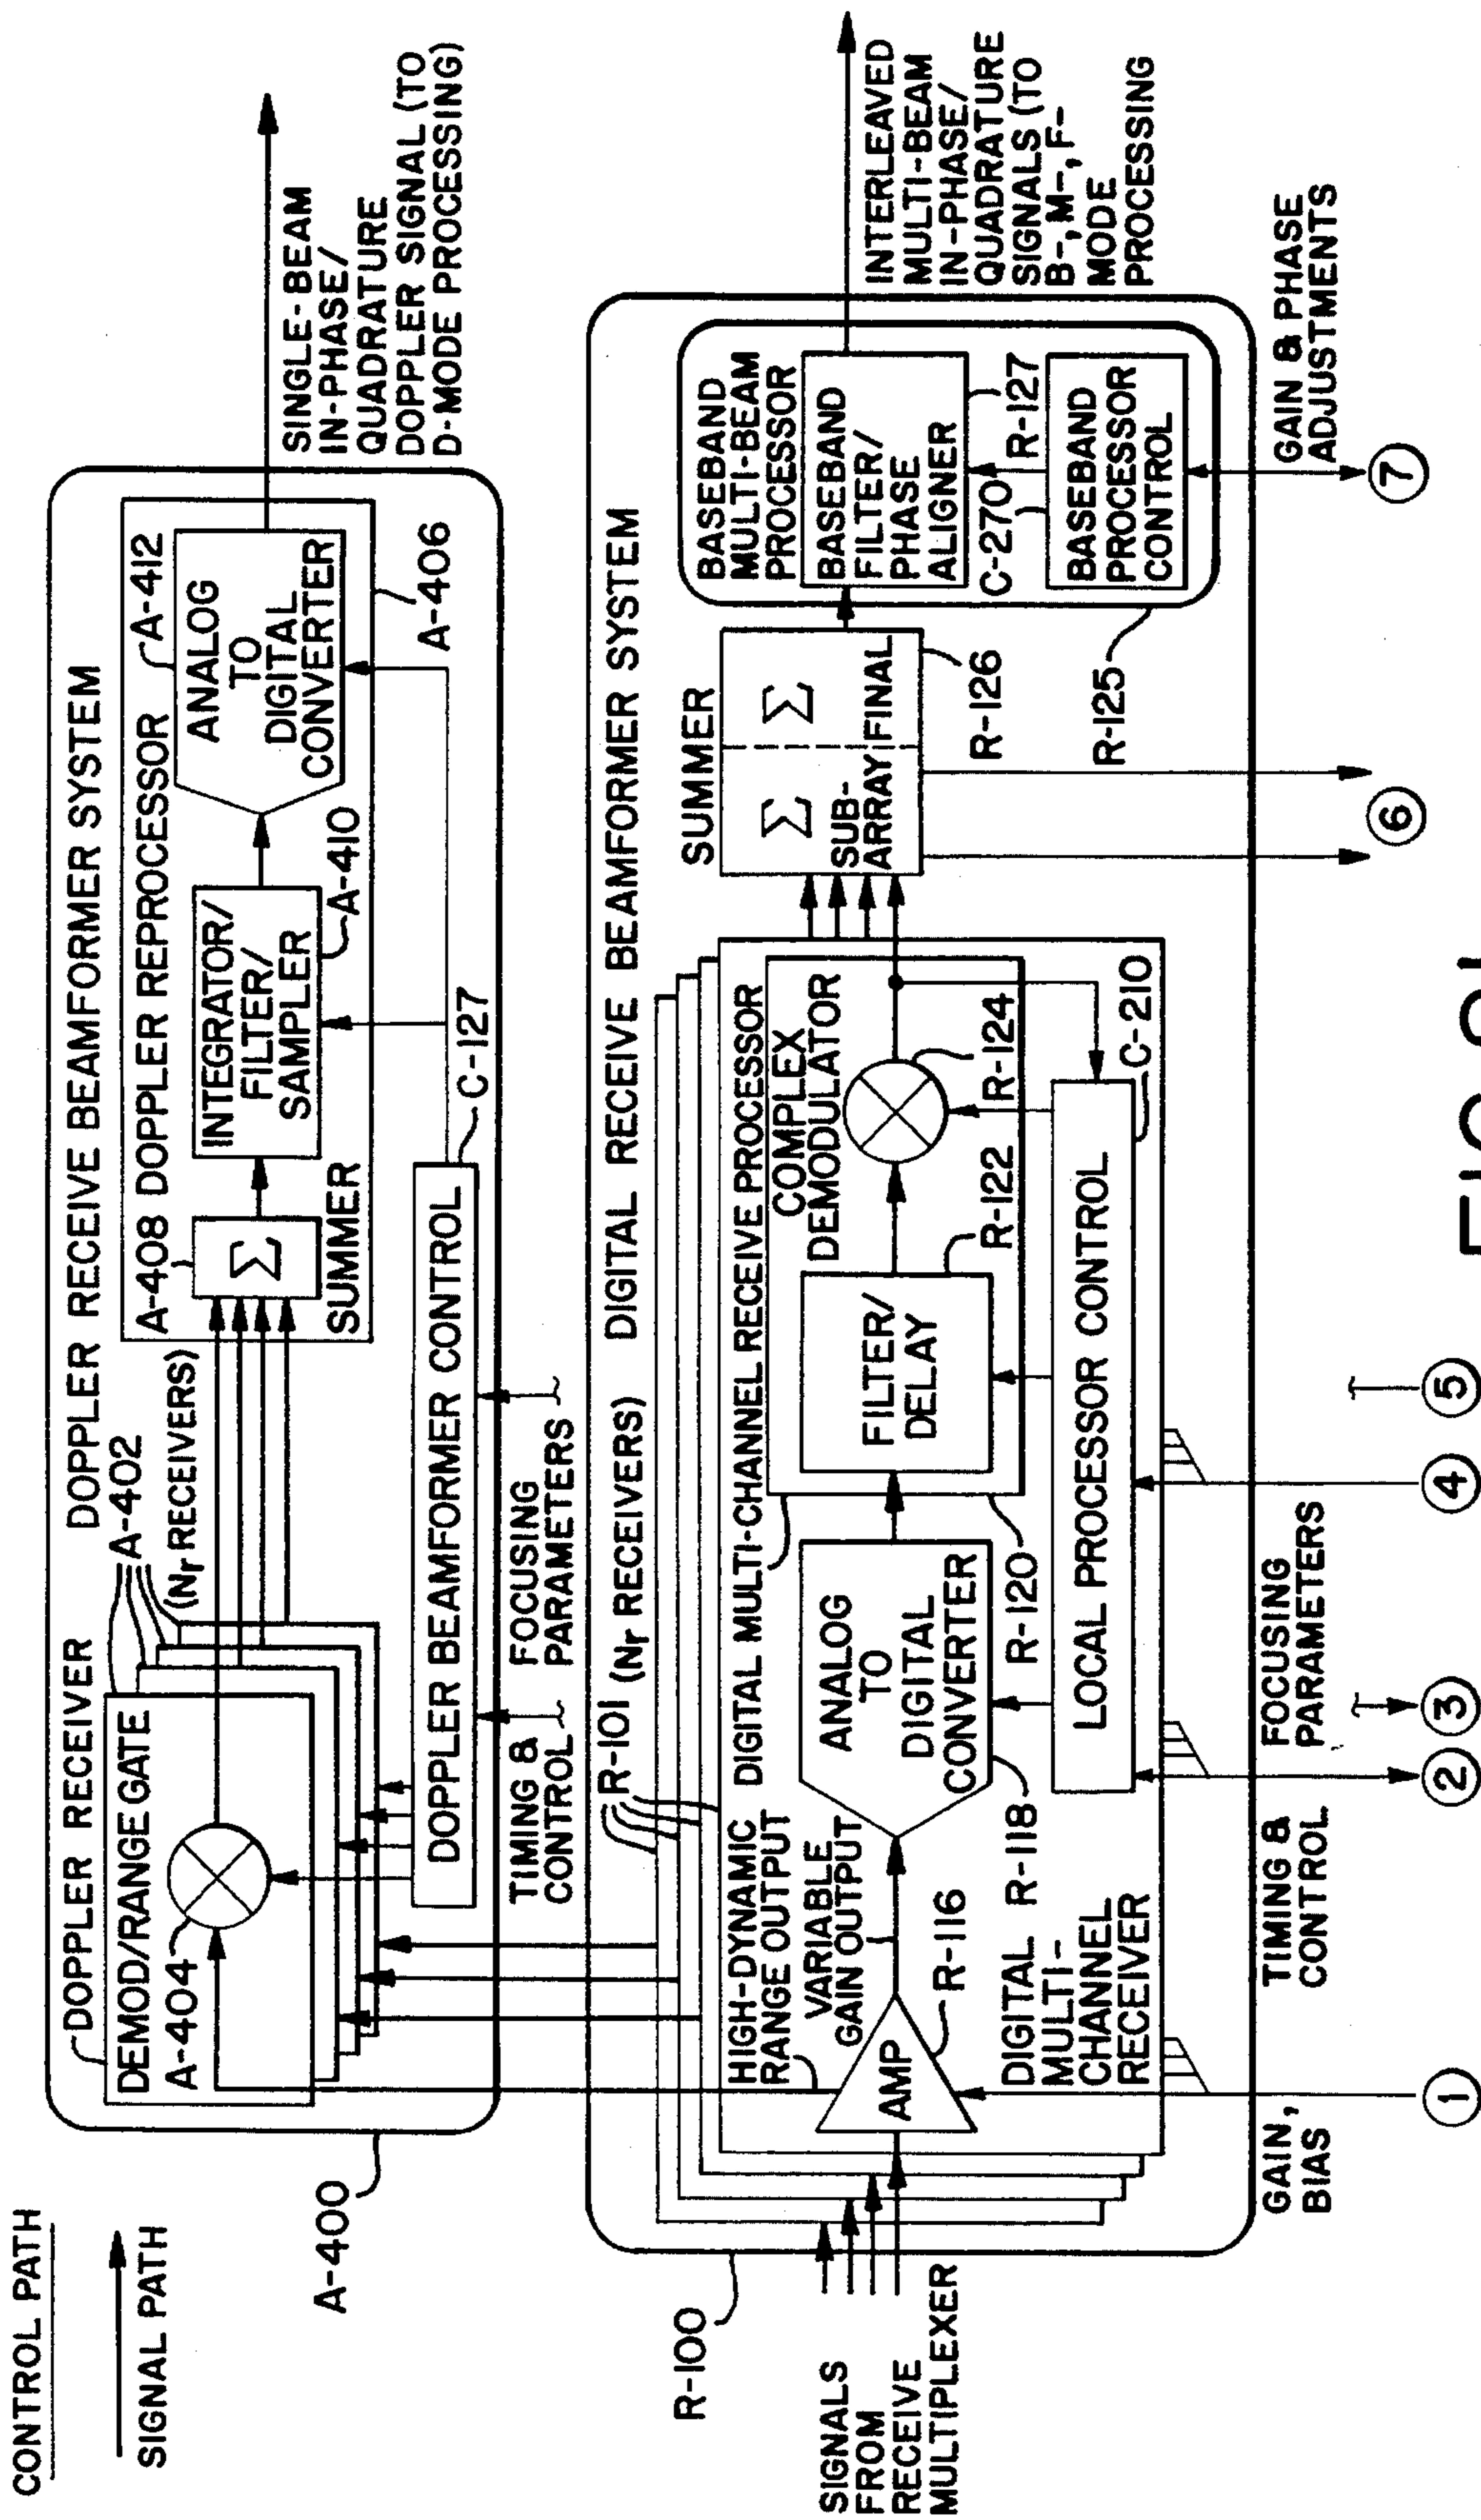 CONTROL PATH
SIGNAL PATH
A-400
DOPPLER RECEIVE BEAMFORMER SYSTEM
DOPPLER RECEIVER
DEMOD/RANGE GATE
A-404
A-402
(Nr RECEIVERS)
A-408
DOPPLER REPROCESSOR
A-412
Σ
SUMMER
INTEGRATOR/
FILTER/
SAMPLER
A-410
ANALOG
TO
DIGITAL
CONVERTER
A-406
DOPPLER BEAMFORMER CONTROL
C-127
TIMING &
CONTROL
FOCUSING
PARAMETERS
SINGLE-BEAM
IN-PHASE/
QUADRATURE
DOPPLER SIGNAL (TO
D-MODE PROCESSING)
R-100
SIGNALS
FROM
RECEIVE
MULTIPLEXER
DIGITAL RECEIVE BEAMFORMER SYSTEM
R-101
(Nr RECEIVERS)
HIGH-DYNAMIC
RANGE OUTPUT
VARIABLE
GAIN OUTPUT
AMP
R-116
DIGITAL
MULTI-
CHANNEL
RECEIVER
DIGITAL MULTI-CHANNEL RECEIVE PROCESSOR
ANALOG
TO
DIGITAL
CONVERTER
R-118
R-120
FILTER/
DELAY
R-122
COMPLEX
DEMODULATOR
R-124
LOCAL PROCESSOR CONTROL
C-210
SUMMER
Σ Σ
SUB-
ARRAY FINAL
R-126
R-125
BASEBAND
MULTI-BEAM
PROCESSOR
BASEBAND
FILTER/
PHASE
ALIGNER
C-270
R-127
BASEBAND
PROCESSOR
CONTROL
INTERLEAVED
MULTI-BEAM
IN-PHASE/
QUADRATURE
SIGNALS (TO
B-,M-,F-
MODE
PROCESSING
GAIN,
BIAS
TIMING &
CONTROL
FOCUSING
PARAMETERS
GAIN & PHASE
ADJUSTMENTS
1
2
3
4
5
6
7